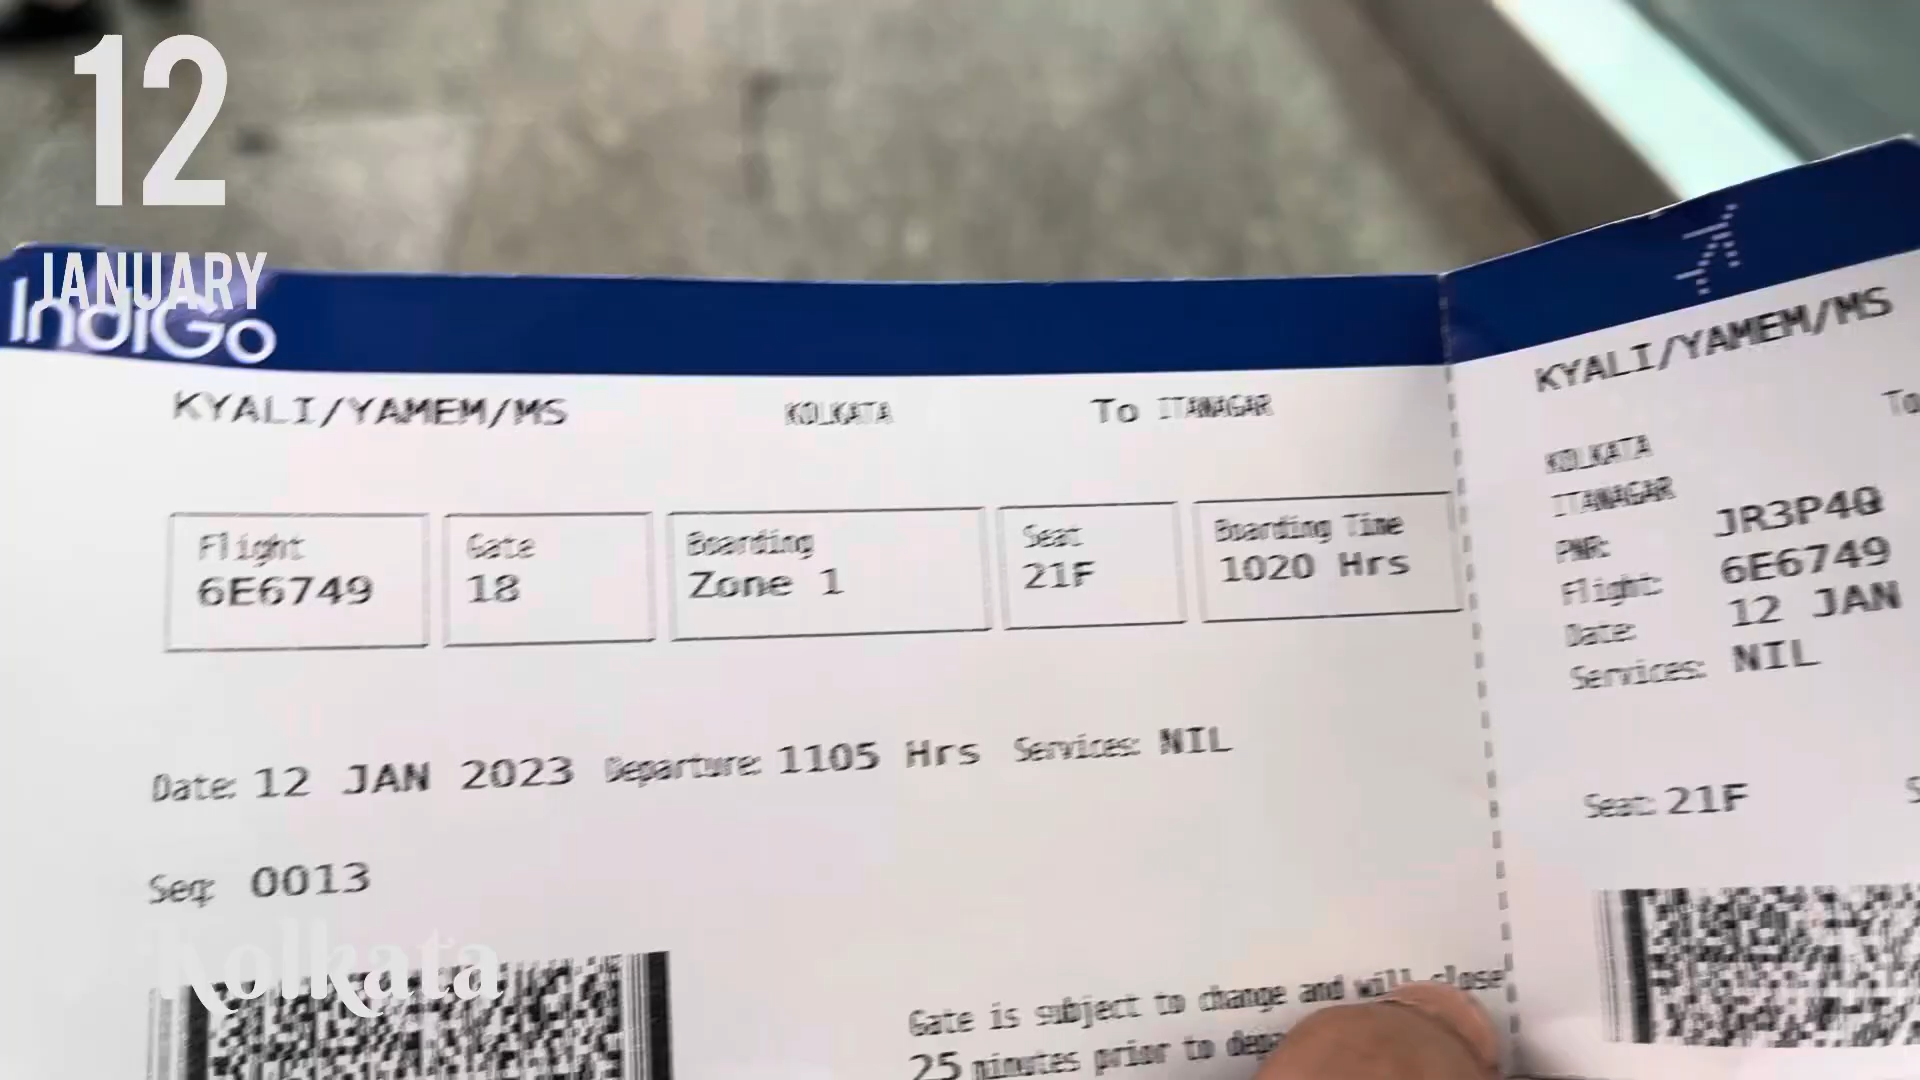 12
JANUARY
IndiGo
KYALI/YAMEM/MS KOLKATA To ITANAGAR
Flight Gate Boarding Seat Boarding Time
6E6749 18 Zone 1 21F 1020 Hrs
Date: 12 JAN 2023 Departure: 1105 Hrs Services: NIL
Seq: 0013
Kolkata
Gate is subject to change and will close
25 minutes prior to
KYALI/YAMEM/MS
To
KOLKATA
ITANAGAR
PNR: JR3P4Q
Flight: 6E6749
Date: 12 JAN
Services: NIL
Seat: 21F